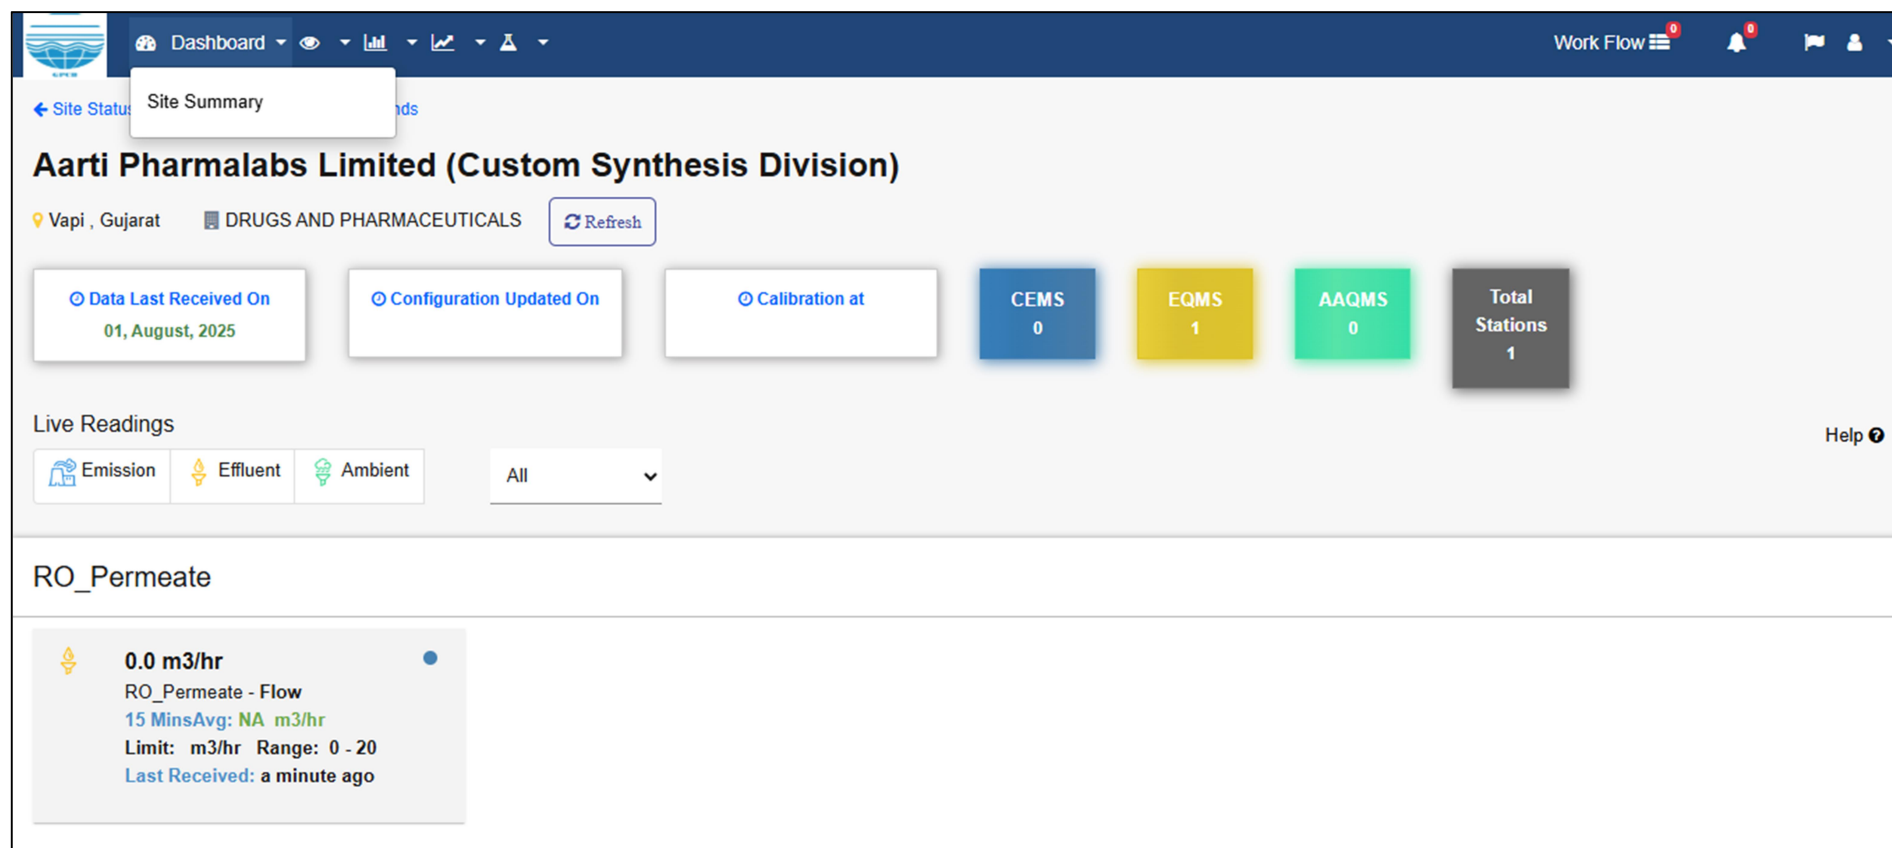 GPCB
Dashboard
Work Flow 0
0
Site Summary
Site Status
nds
Aarti Pharmalabs Limited (Custom Synthesis Division)
Vapi , Gujarat DRUGS AND PHARMACEUTICALS Refresh
Data Last Received On
01, August, 2025
Configuration Updated On
Calibration at
CEMS
0
EQMS
1
AAQMS
0
Total
Stations
1
Live Readings
Help
Emission Effluent Ambient All
RO_Permeate
0.0 m3/hr
RO_Permeate - Flow
15 MinsAvg: NA m3/hr
Limit: m3/hr Range: 0 - 20
Last Received: a minute ago